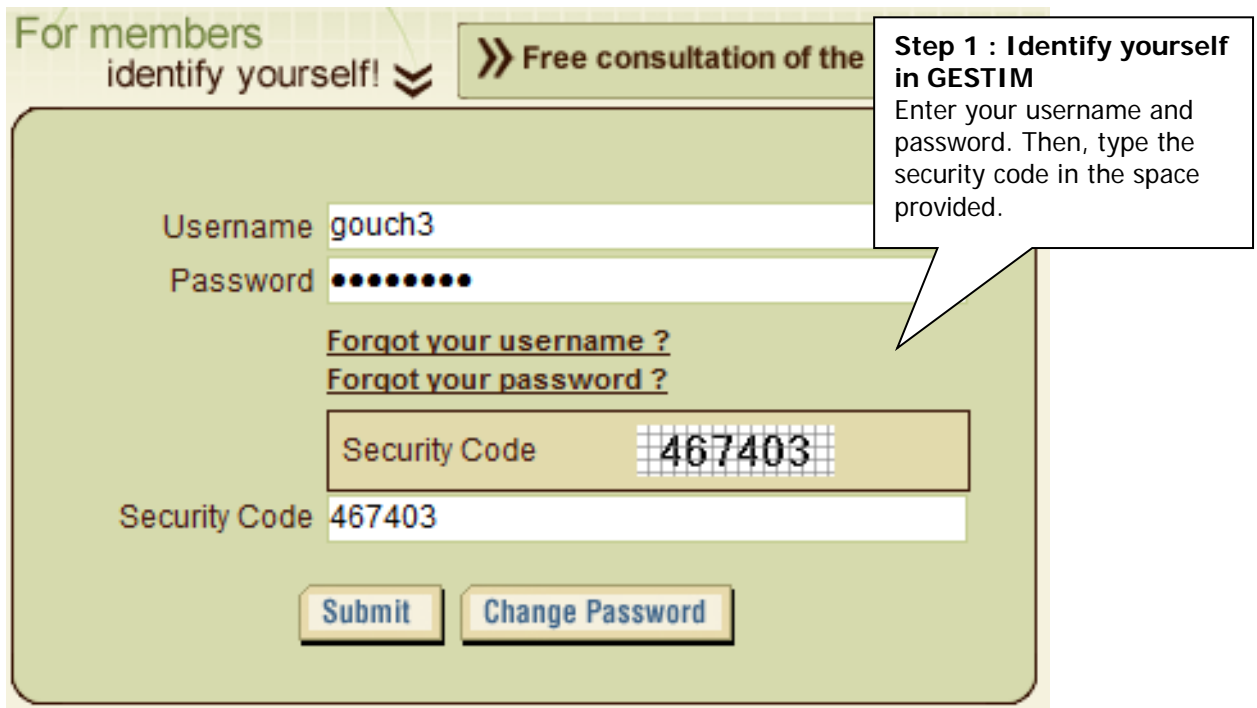 For members
identify yourself!
Free consultation of the
Step 1 : Identify yourself
in GESTIM
Enter your username and
password. Then, type the
security code in the space
provided.
Username gouch3
Password ••••••••
Forgot your username ?
Forgot your password ?
Security Code 467403
Security Code 467403
Submit Change Password